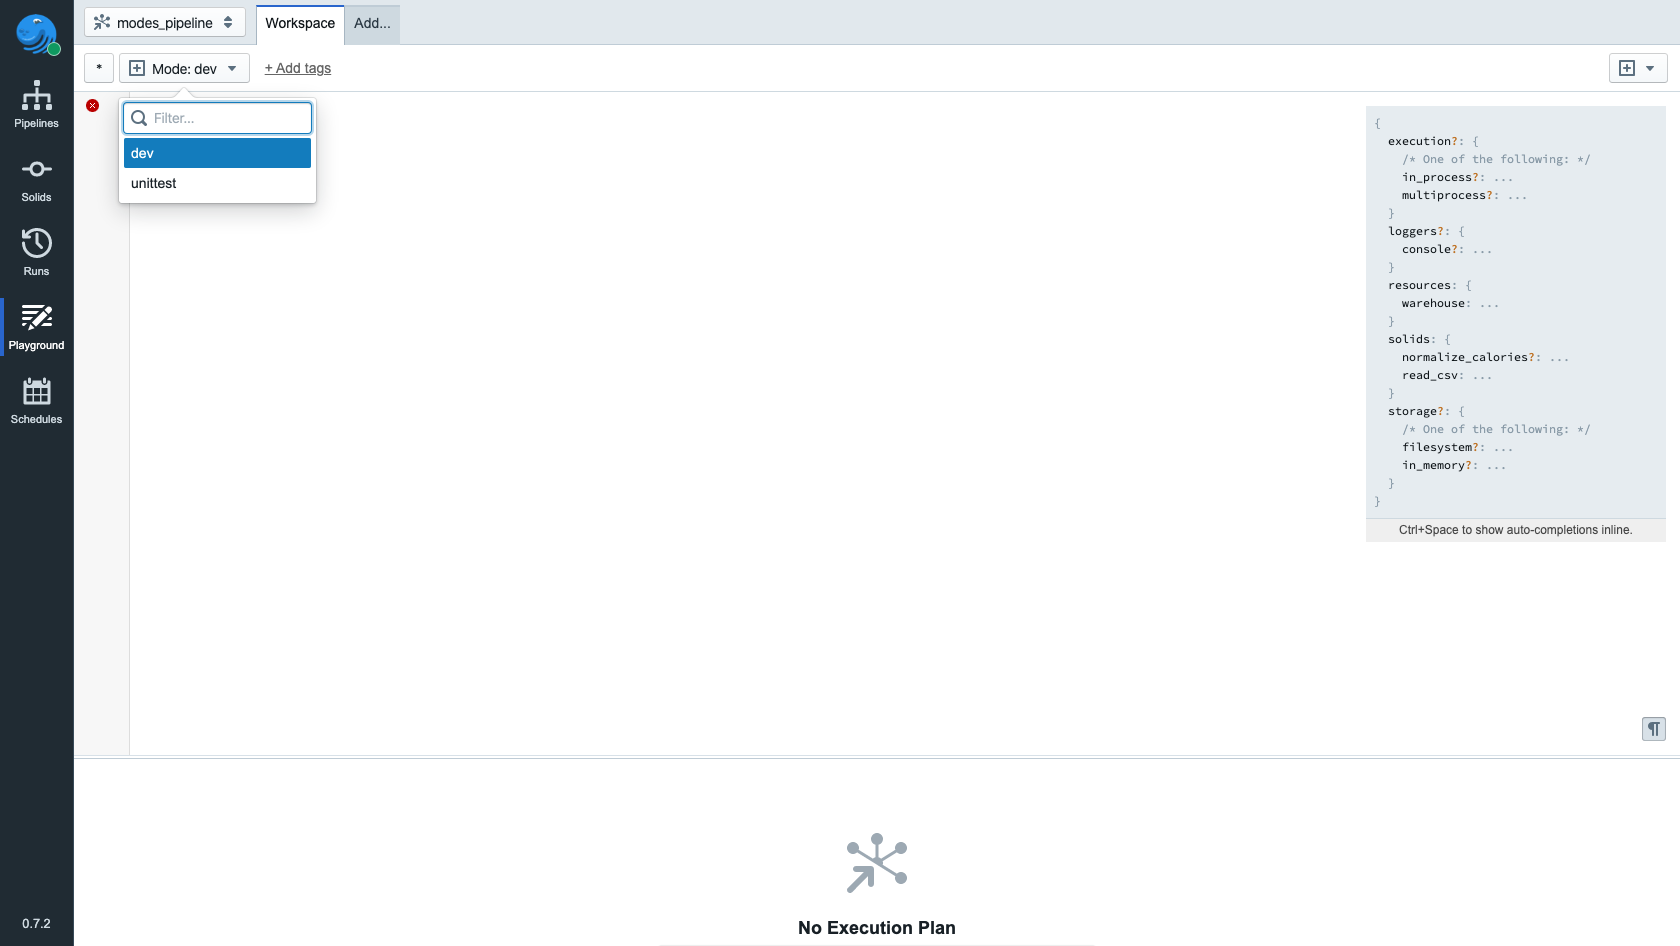 modes_pipeline
Workspace
Add...
*
Mode: dev
+ Add tags
Filter...
dev
unittest
Pipelines
Solids
Runs
Playground
Schedules
0.7.2
{
execution?: {
/* One of the following: */
in_process?: ...
multiprocess?: ...
}
loggers?: {
console?: ...
}
resources: {
warehouse: ...
}
solids: {
normalize_calories?: ...
read_csv: ...
}
storage?: {
/* One of the following: */
filesystem?: ...
in_memory?: ...
}
}
Ctrl+Space to show auto-completions inline.
¶
No Execution Plan